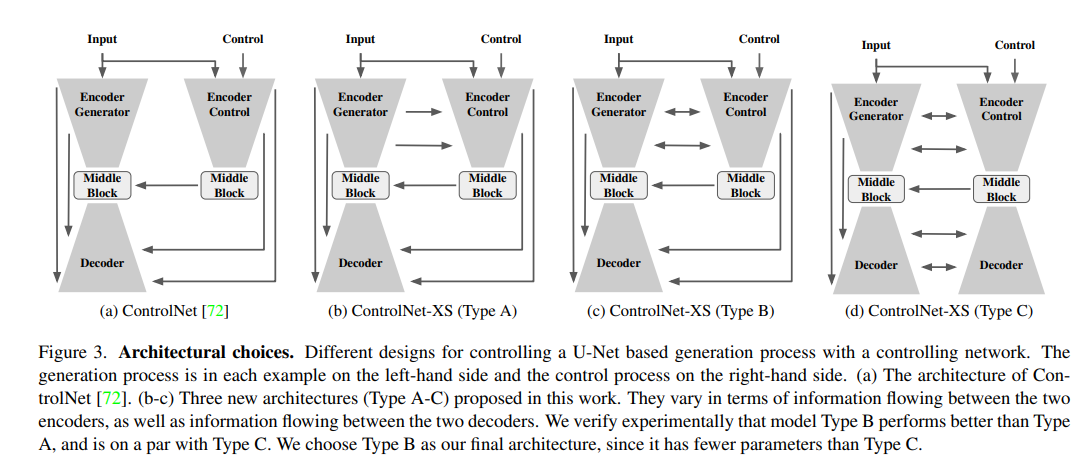 Input Control Input Control Input Control Input Control
Encoder Generator Encoder Control Encoder Generator Encoder Control Encoder Generator Encoder Control Encoder Generator Encoder Control
Middle Block Middle Block Middle Block Middle Block Middle Block Middle Block Middle Block Middle Block
Decoder Decoder Decoder Decoder Decoder
(a) ControlNet [72] (b) ControlNet-XS (Type A) (c) ControlNet-XS (Type B) (d) ControlNet-XS (Type C)
Figure 3. Architectural choices. Different designs for controlling a U-Net based generation process with a controlling network. The
generation process is in each example on the left-hand side and the control process on the right-hand side. (a) The architecture of Con-
trolNet [72]. (b-c) Three new architectures (Type A-C) proposed in this work. They vary in terms of information flowing between the two
encoders, as well as information flowing between the two decoders. We verify experimentally that model Type B performs better than Type
A, and is on a par with Type C. We choose Type B as our final architecture, since it has fewer parameters than Type C.